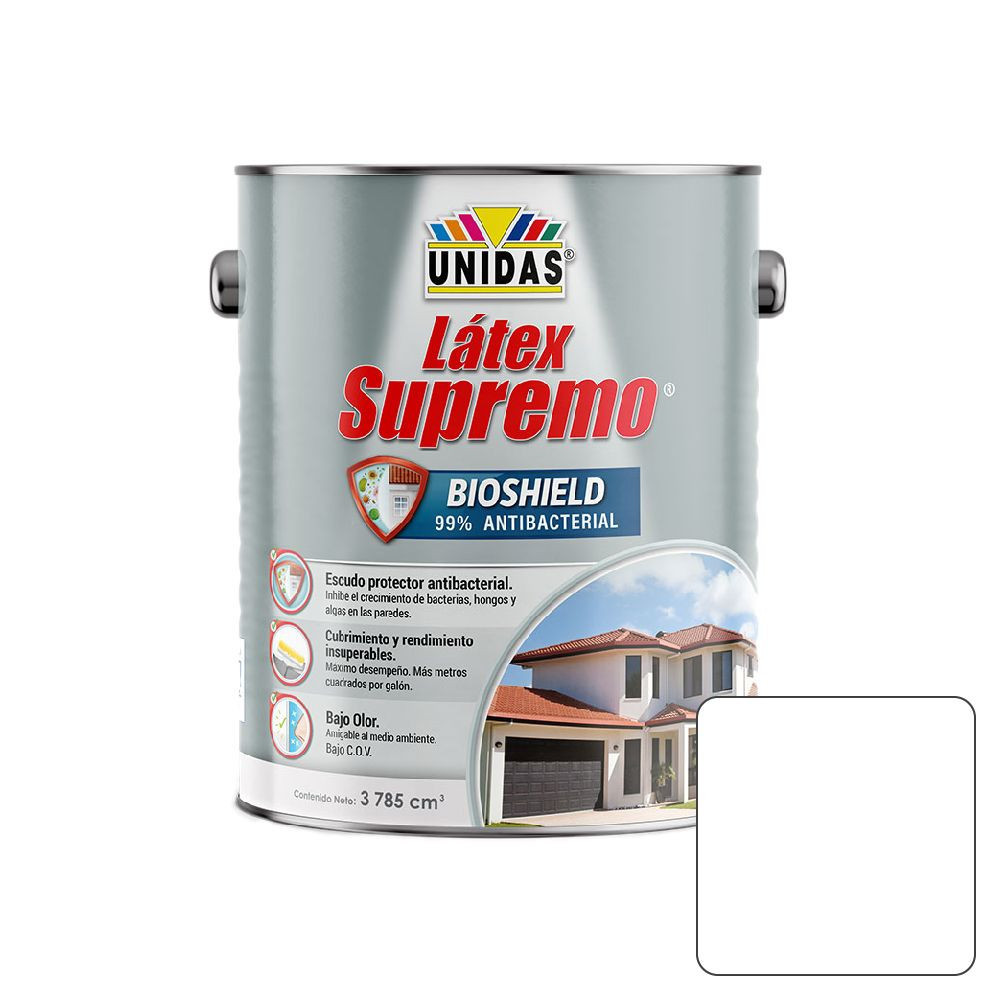 UNIDAS®
Látex
Supremo®
BIOSHIELD
99% ANTIBACTERIAL
Escudo protector antibacterial.
Inhibe el crecimiento de bacterias, hongos y
algas en las paredes.
Cubrimiento y rendimiento
insuperables.
Máximo desempeño. Más metros
cuadrados por galón.
Bajo Olor.
Amigable al medio ambiente.
Bajo C.O.V.
Contenido Neto: 3 785 cm³